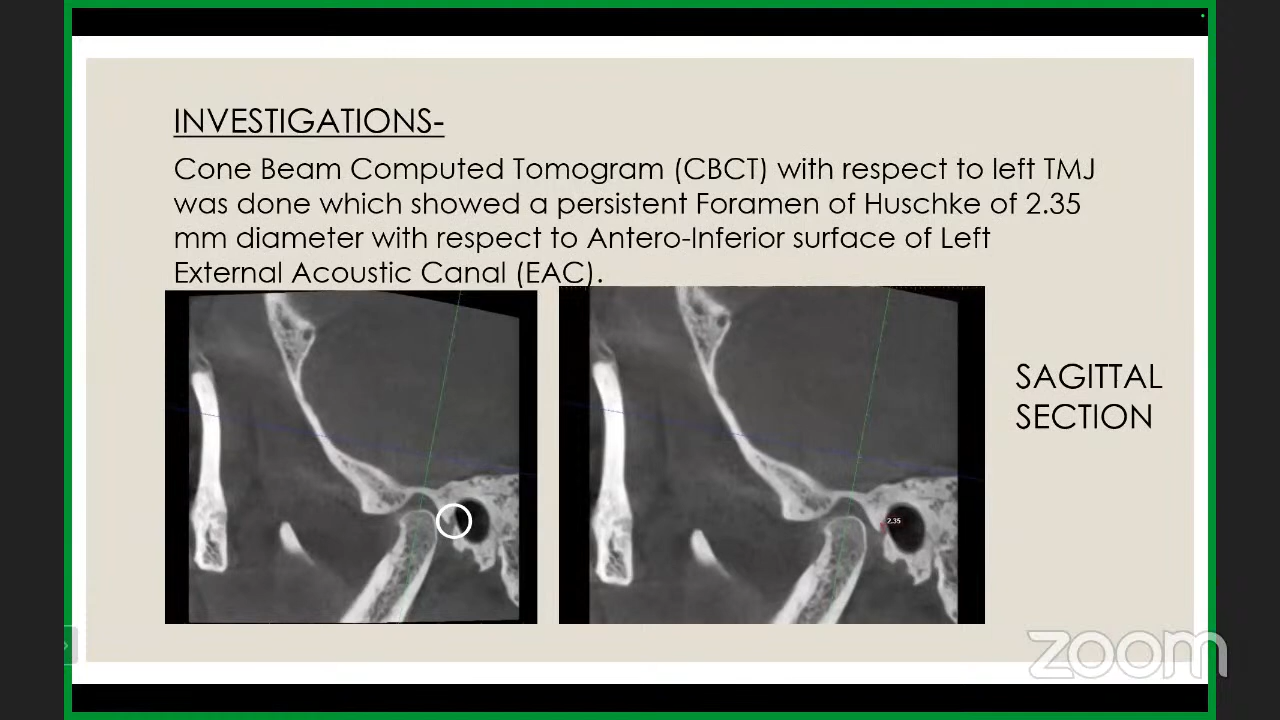 INVESTIGATIONS-
Cone Beam Computed Tomogram (CBCT) with respect to left TMJ
was done which showed a persistent Foramen of Huschke of 2.35
mm diameter with respect to Antero-Inferior surface of Left
External Acoustic Canal (EAC).
2.35
SAGITTAL
SECTION
zoom